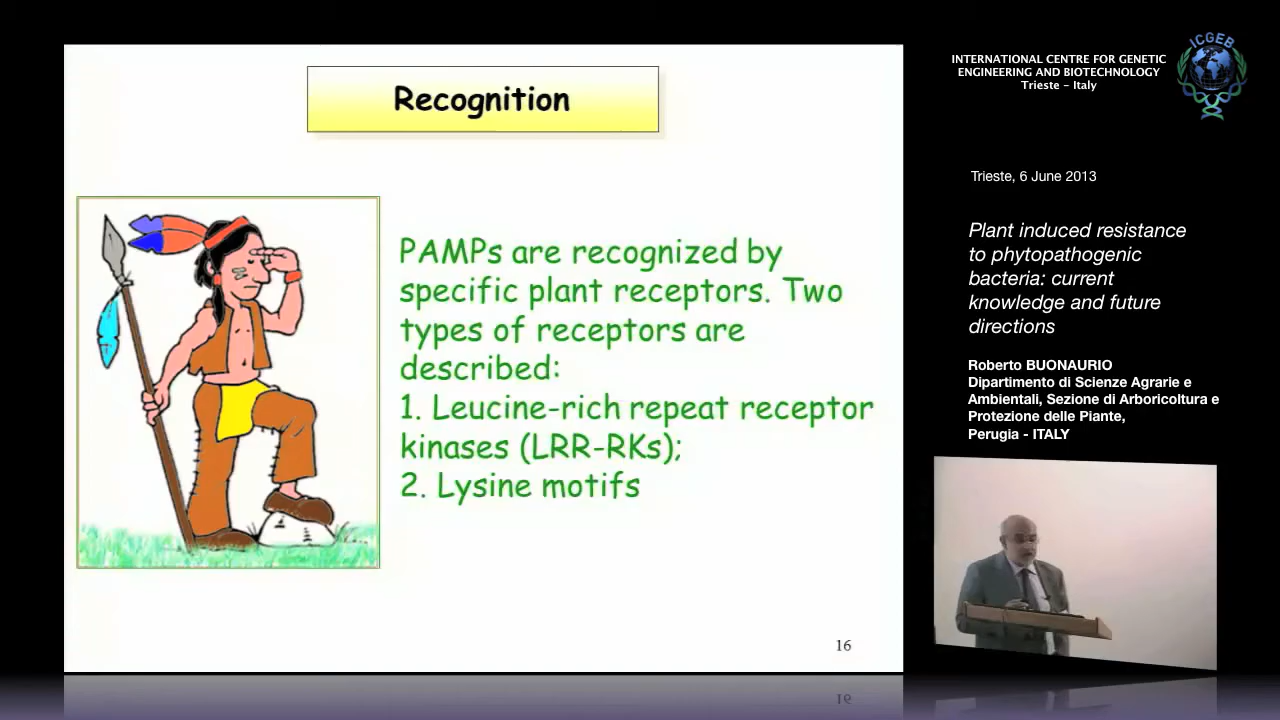 Recognition
PAMPs are recognized by
specific plant receptors. Two
types of receptors are
described:
1. Leucine-rich repeat receptor
kinases (LRR-RKs);
2. Lysine motifs
16
INTERNATIONAL CENTRE FOR GENETIC
ENGINEERING AND BIOTECHNOLOGY
Trieste - Italy
ICGEB
Trieste, 6 June 2013
Plant induced resistance
to phytopathogenic
bacteria: current
knowledge and future
directions
Roberto BUONAURIO
Dipartimento di Scienze Agrarie e
Ambientali, Sezione di Arboricoltura e
Protezione delle Piante,
Perugia - ITALY